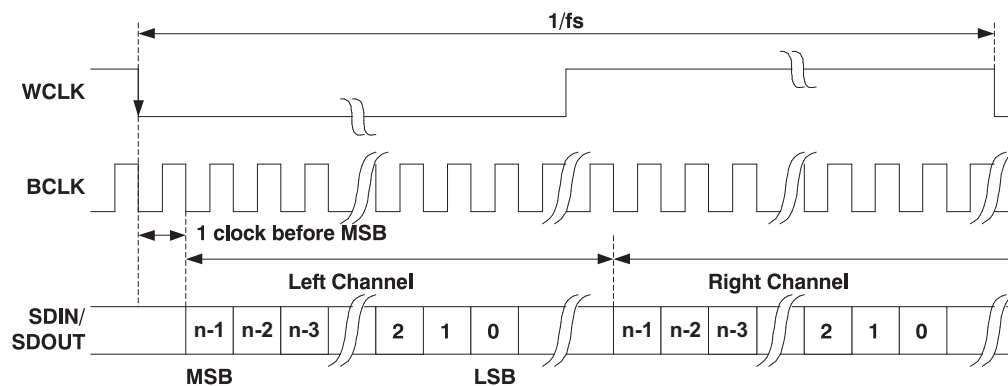 1/fs
WCLK
BCLK
1 clock before MSB
Left Channel Right Channel
SDIN/
SDOUT
n-1 n-2 n-3 2 1 0 n-1 n-2 n-3 2 1 0
MSB LSB